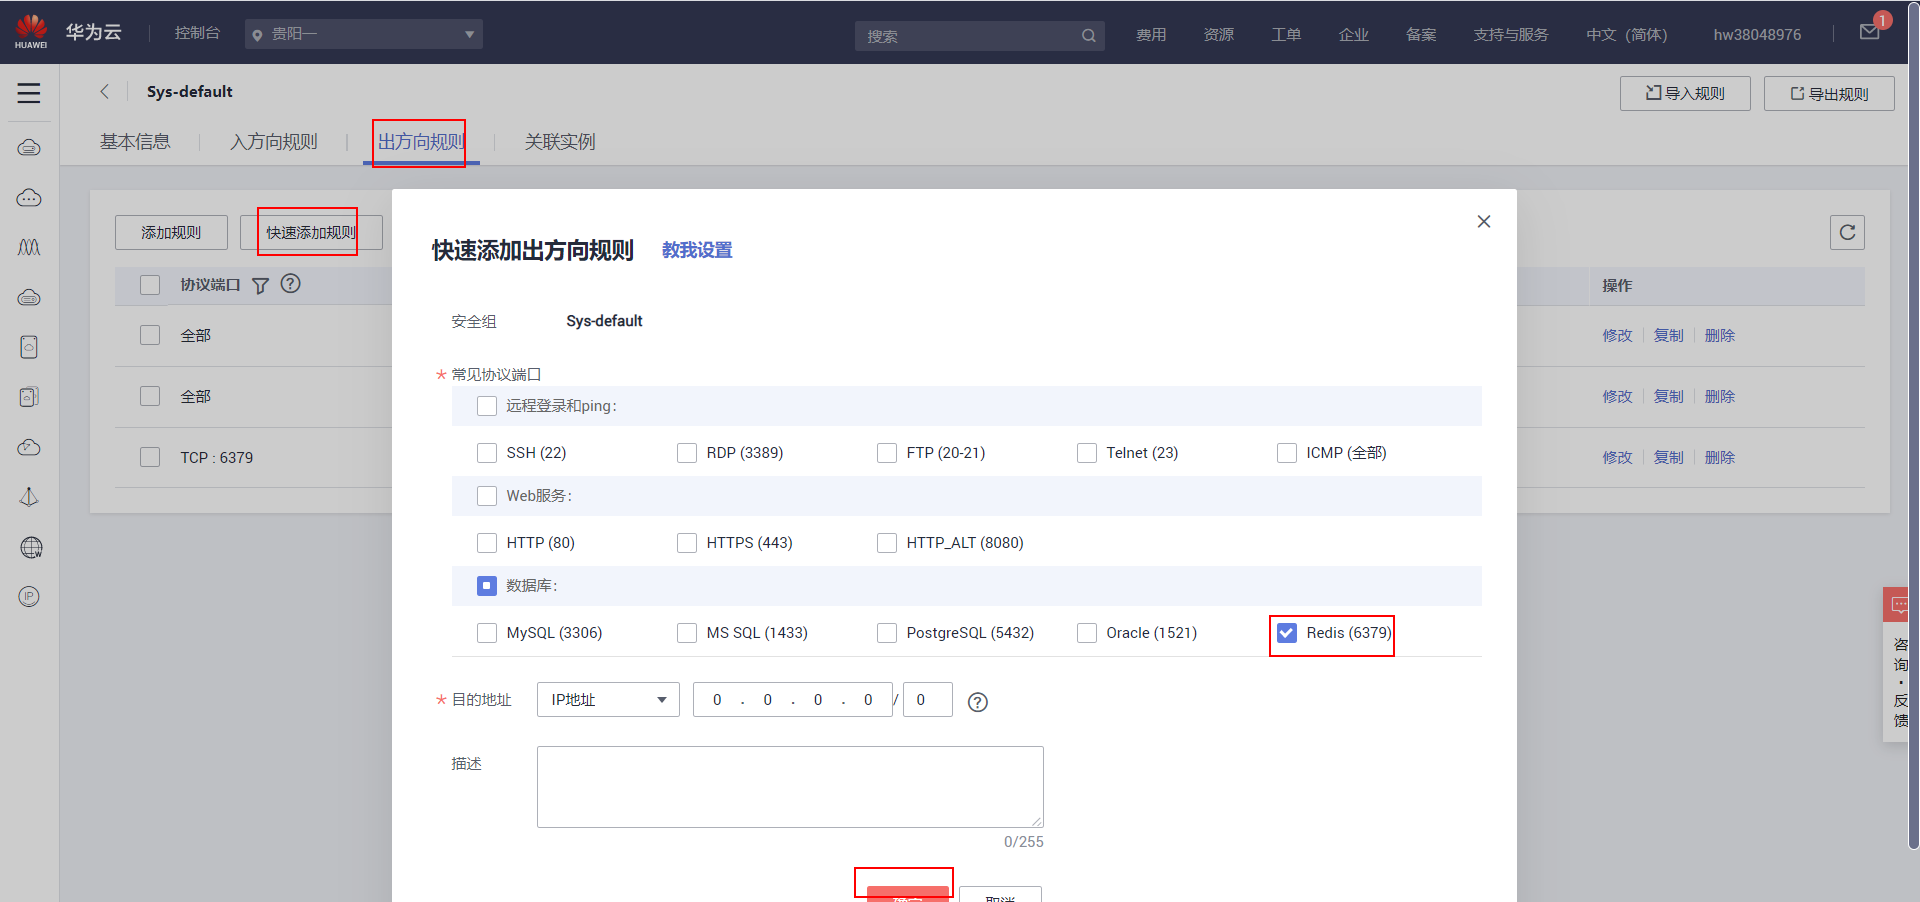 HUAWEI 华为云 控制台 贵阳一 搜索 费用 资源 工单 企业 备案 支持与服务 中文（简体） hw38048976 1
Sys-default 导入规则 导出规则
基本信息 入方向规则 出方向规则 关联实例
添加规则 快速添加规则
协议端口 操作
全部 修改 复制 删除
全部 修改 复制 删除
TCP : 6379 修改 复制 删除
快速添加出方向规则 教我设置
安全组 Sys-default
* 常见协议端口
远程登录和ping：
SSH (22) RDP (3389) FTP (20-21) Telnet (23) ICMP (全部)
Web服务：
HTTP (80) HTTPS (443) HTTP_ALT (8080)
数据库：
MySQL (3306) MS SQL (1433) PostgreSQL (5432) Oracle (1521) Redis (6379)
* 目的地址 IP地址 0 . 0 . 0 . 0 / 0
描述
0/255
取消
咨
询
·
反
馈
W
IP